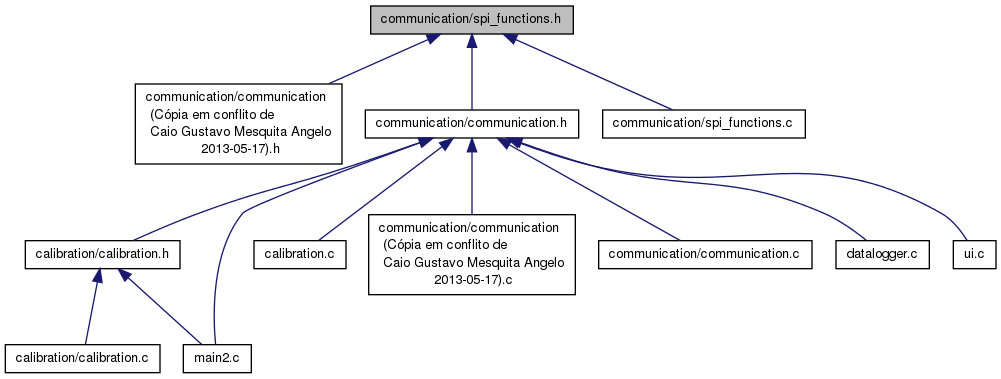 communication/spi_functions.h
communication/communication
(Cópia em conflito de
Caio Gustavo Mesquita Angelo
2013-05-17).h
communication/communication.h
communication/spi_functions.c
calibration/calibration.h
calibration.c
communication/communication
(Cópia em conflito de
Caio Gustavo Mesquita Angelo
2013-05-17).c
communication/communication.c
datalogger.c
ui.c
calibration/calibration.c
main2.c